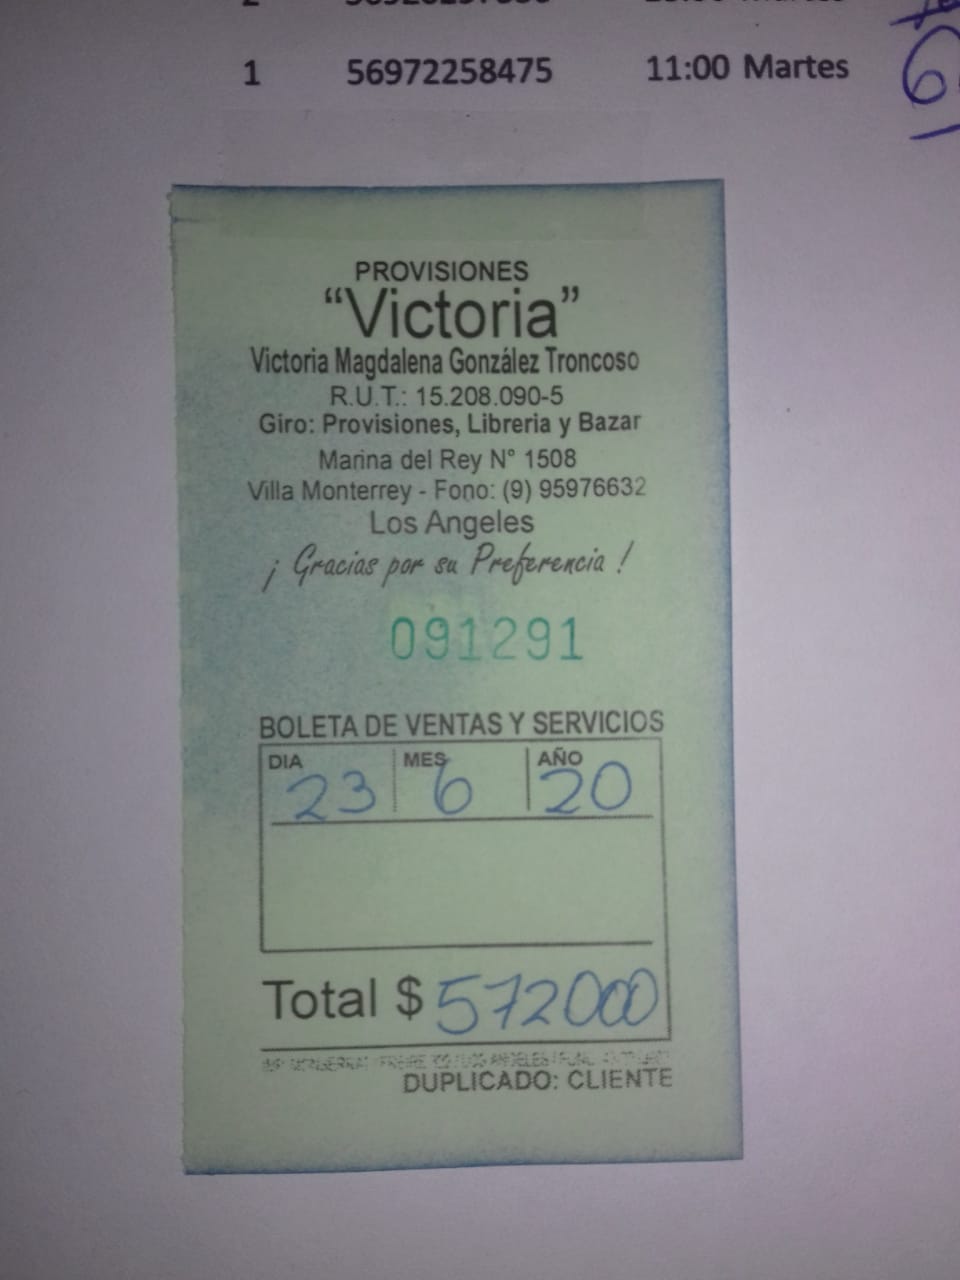 1 56972258475 11:00 Martes
PROVISIONES
“Victoria”
Victoria Magdalena González Troncoso
R.U.T.: 15.208.090-5
Giro: Provisiones, Libreria y Bazar
Marina del Rey N° 1508
Villa Monterrey - Fono: (9) 95976632
Los Angeles
¡ Gracias por su Preferencia !
091291
BOLETA DE VENTAS Y SERVICIOS
DIA MES AÑO
23 6 20
Total $ 572000
DUPLICADO: CLIENTE